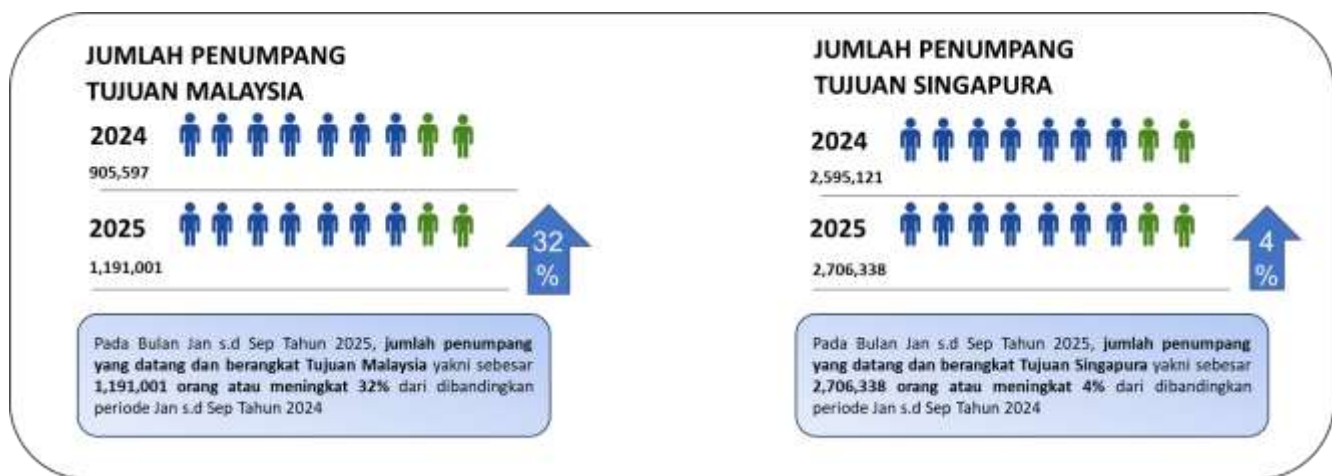 JUMLAH PENUMPANG
TUJUAN MALAYSIA
2024
905,597
2025
1,191,001
32
%
Pada Bulan Jan s.d Sep Tahun 2025, jumlah penumpang
yang datang dan berangkat Tujuan Malaysia yakni sebesar
1,191,001 orang atau meningkat 32% dari dibandingkan
periode Jan s.d Sep Tahun 2024
JUMLAH PENUMPANG
TUJUAN SINGAPURA
2024
2,595,121
2025
2,706,338
4
%
Pada Bulan Jan s.d Sep Tahun 2025, jumlah penumpang
yang datang dan berangkat Tujuan Singapura yakni sebesar
2,706,338 orang atau meningkat 4% dari dibandingkan
periode Jan s.d Sep Tahun 2024